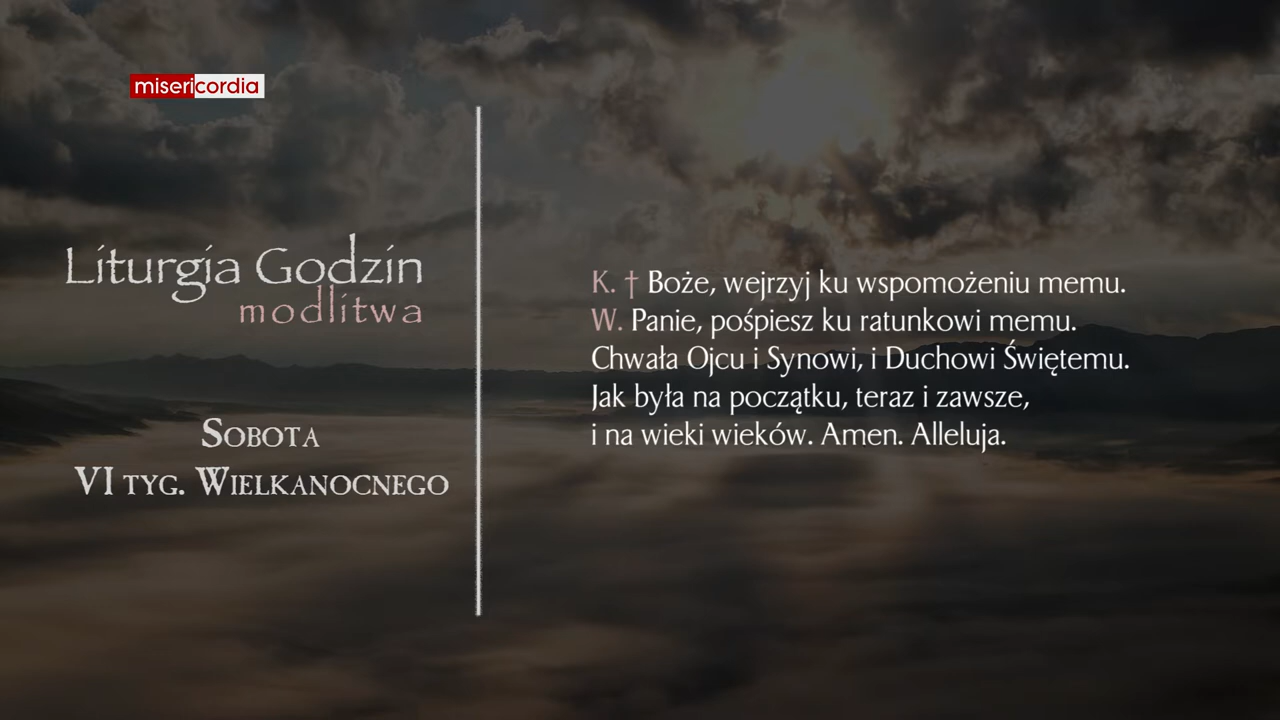 misericordia
Liturgia Godzin
modlitwa
Sobota
VI tyg. Wielkanocnego
K. † Boże, wejrzyj ku wspomożeniu memu.
W. Panie, pośpiesz ku ratunkowi memu.
Chwała Ojcu i Synowi, i Duchowi Świętemu.
Jak była na początku, teraz i zawsze,
i na wieki wieków. Amen. Alleluja.